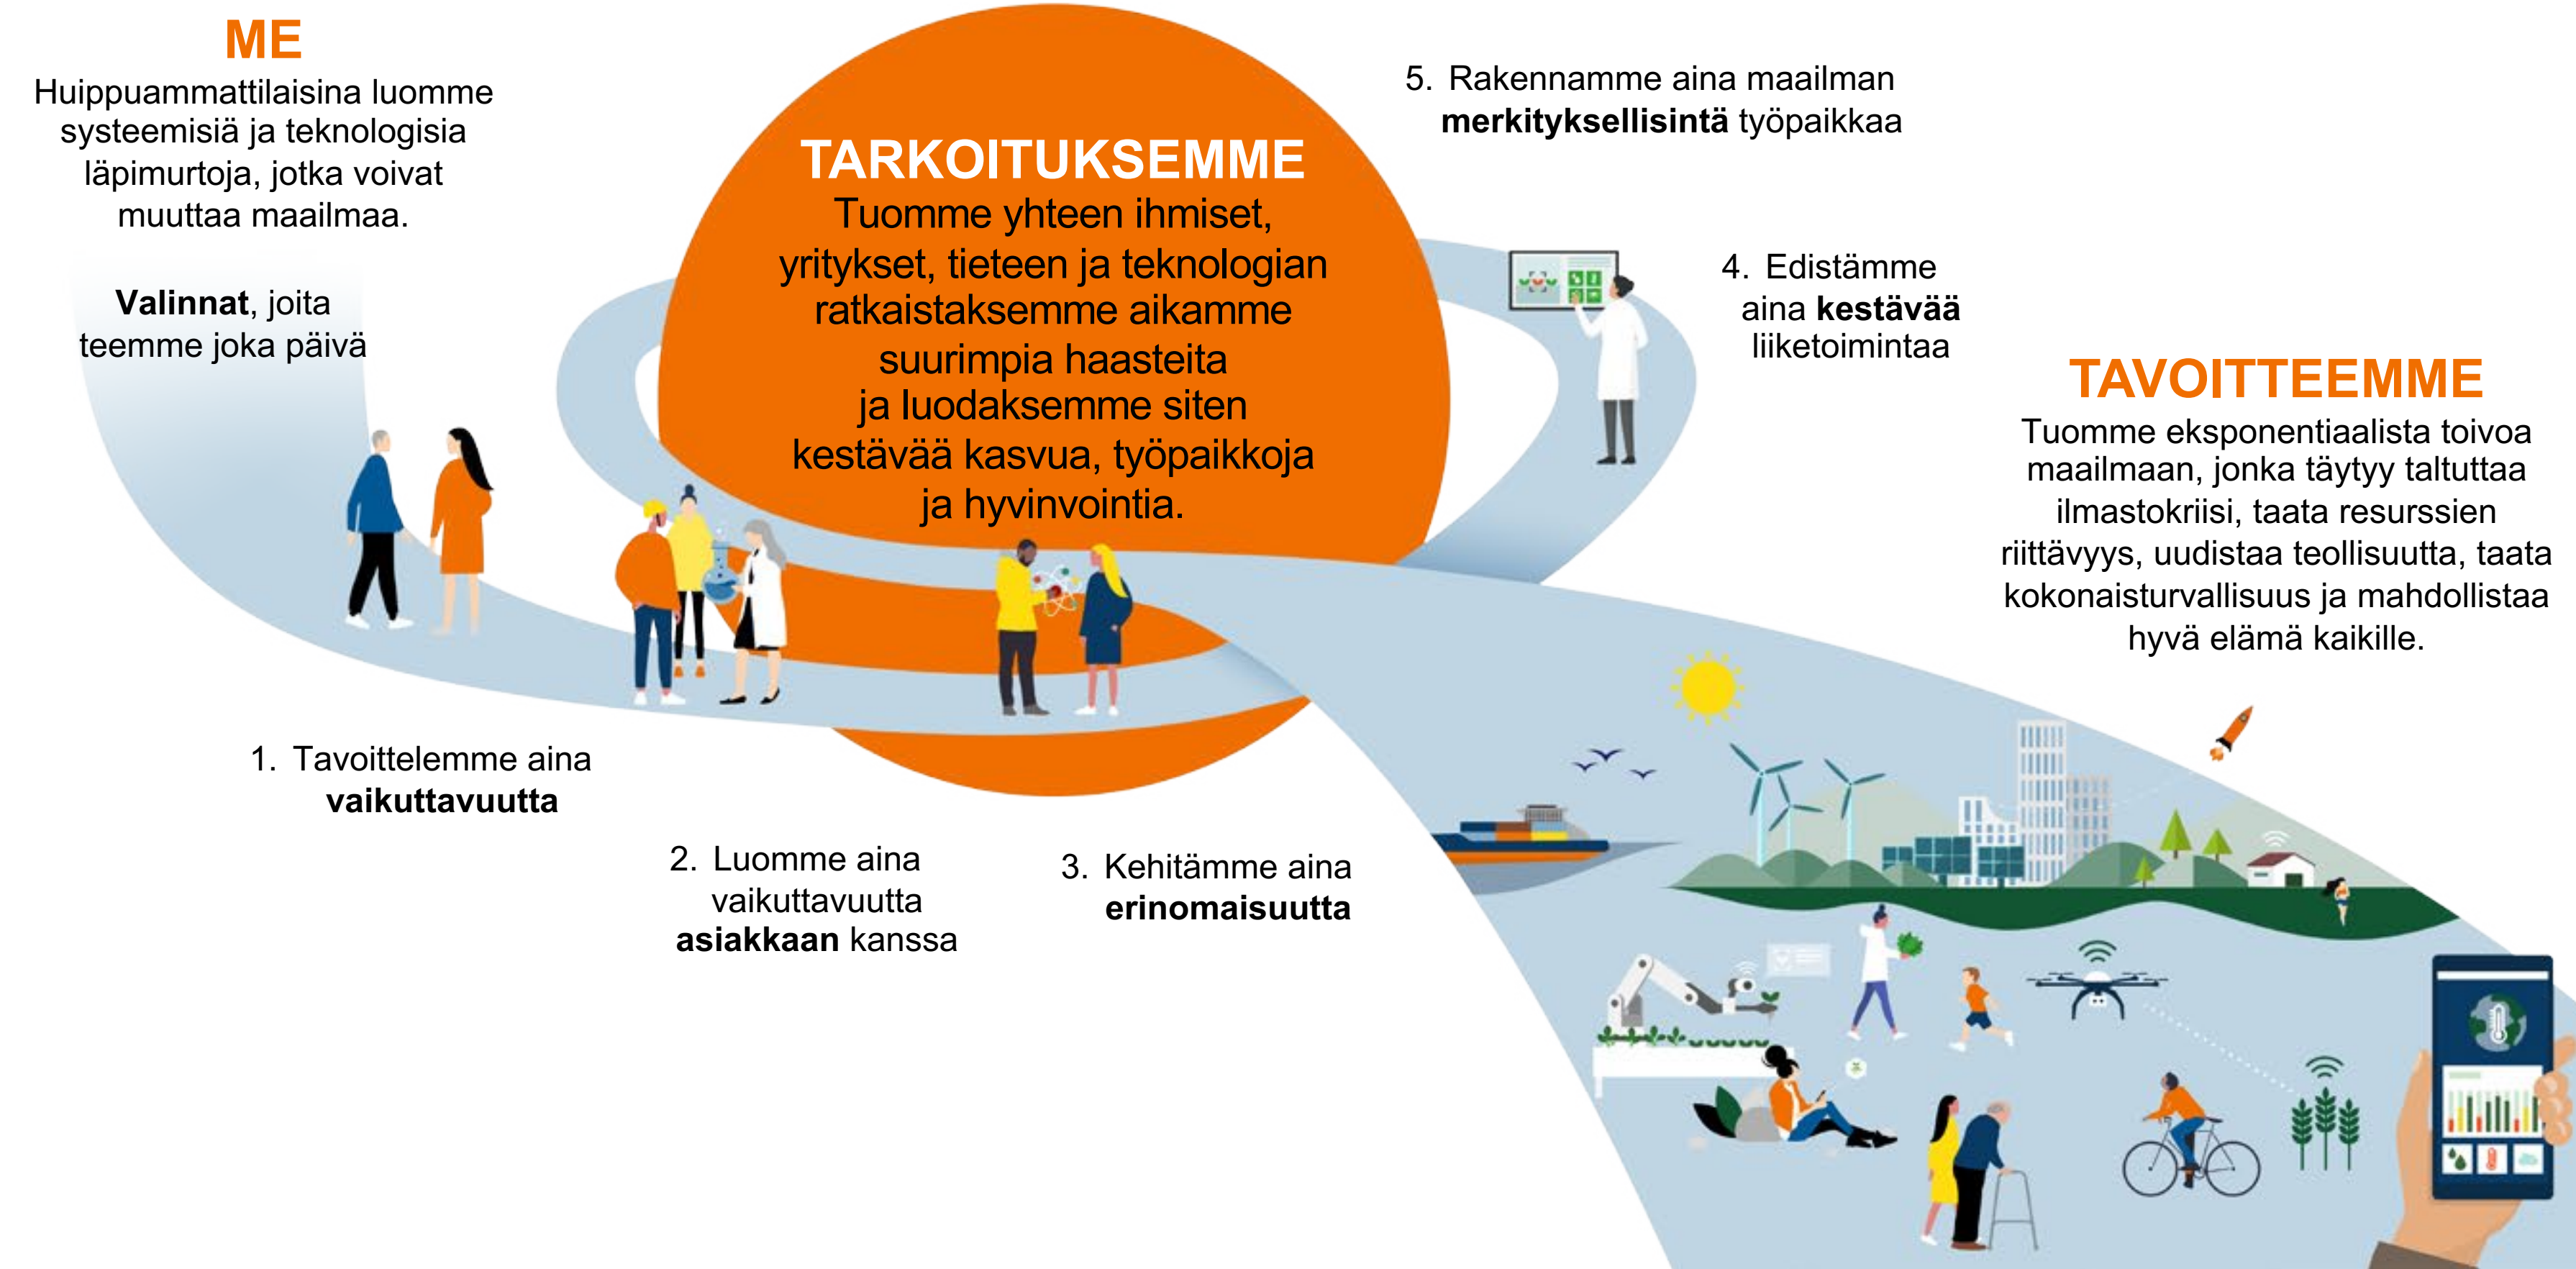 ME
Huippuammattilaisina luomme
systeemisiä ja teknologisia
läpimurtoja, jotka voivat
muuttaa maailmaa.
Valinnat, joita
teemme joka päivä
TARKOITUKSEMME
Tuomme yhteen ihmiset,
yritykset, tieteen ja teknologian
ratkaistaksemme aikamme
suurimpia haasteita
ja luodaksemme siten
kestävää kasvua, työpaikkoja
ja hyvinvointia.
1. Tavoittelemme aina
vaikuttavuutta
2. Luomme aina
vaikuttavuutta
asiakkaan kanssa
3. Kehitämme aina
erinomaisuutta
4. Edistämme
aina kestävää
liiketoimintaa
5. Rakennamme aina maailman
merkityksellisintä työpaikkaa
TAVOITTEEMME
Tuomme eksponentiaalista toivoa
maailmaan, jonka täytyy taltuttaa
ilmastokriisi, taata resurssien
riittävyys, uudistaa teollisuutta, taata
kokonaisturvallisuus ja mahdollistaa
hyvä elämä kaikille.